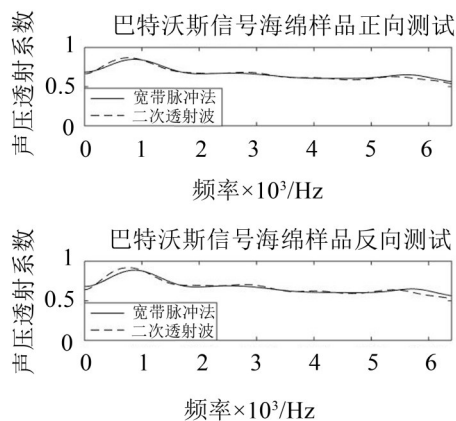 巴特沃斯信号海绵样品正向测试
声压透射系数
1
0.5
0
宽带脉冲法
二次透射波
0 1 2 3 4 5 6
频率×10³/Hz
巴特沃斯信号海绵样品反向测试
声压透射系数
1
0.5
0
宽带脉冲法
二次透射波
0 1 2 3 4 5 6
频率×10³/Hz